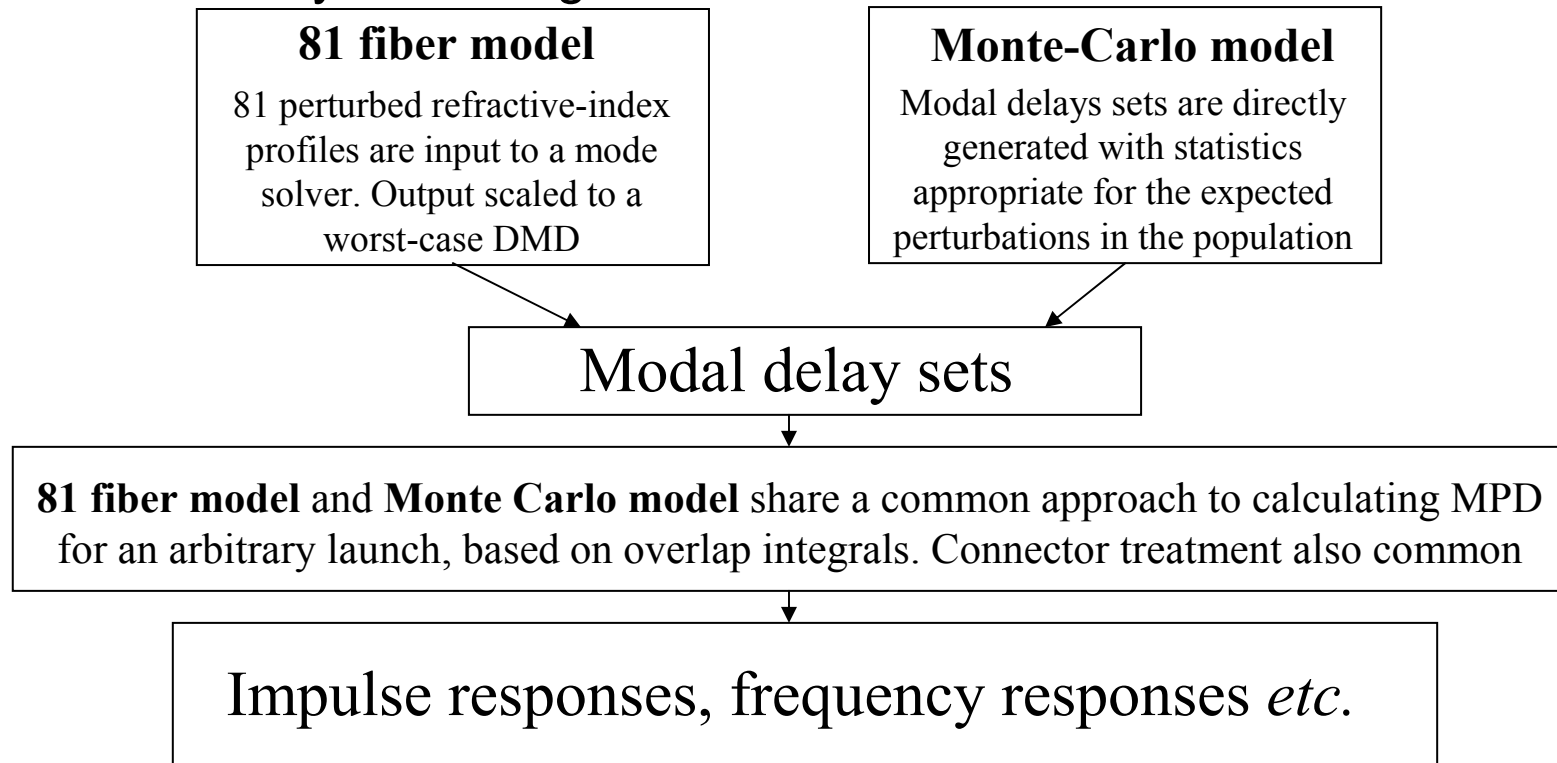 81 fiber model
81 perturbed refractive-index
profiles are input to a mode
solver. Output scaled to a
worst-case DMD
Monte-Carlo model
Modal delays sets are directly
generated with statistics
appropriate for the expected
perturbations in the population
Modal delay sets
81 fiber model and Monte Carlo model share a common approach to calculating MPD
for an arbitrary launch, based on overlap integrals. Connector treatment also common
Impulse responses, frequency responses etc.